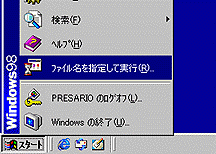 検索(F)
ヘルプ(H)
ファイル名を指定して実行(R)...
PRESARIO のログオフ(L)...
Windows の終了(U)...
Windows98
スタート